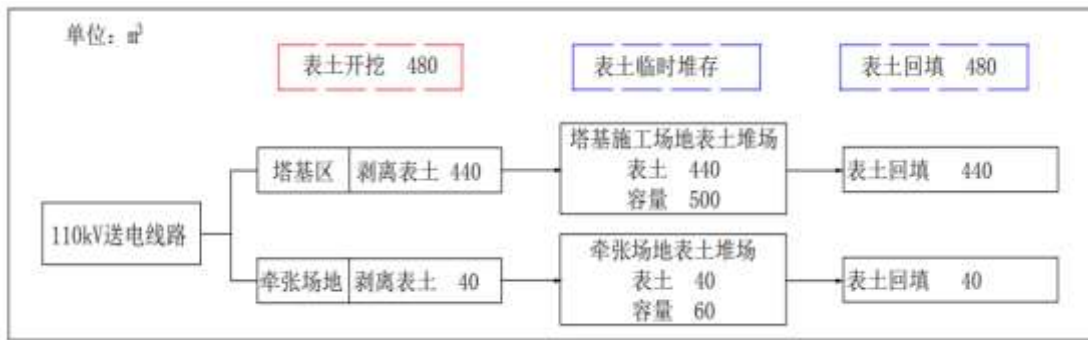 单位：m³
表土开挖 480
表土临时堆存
表土回填 480
110kV送电线路
塔基区 剥离表土 440
塔基施工场地表土堆场
表土 440
容量 500
表土回填 440
牵张场地 剥离表土 40
牵张场地表土堆场
表土 40
容量 60
表土回填 40